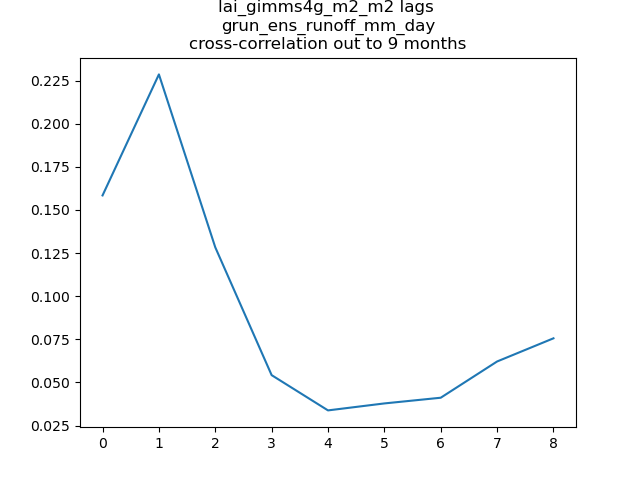 lai_gimms4g_m2_m2 lags
grun_ens_runoff_mm_day
cross-correlation out to 9 months
0.225
0.200
0.175
0.150
0.125
0.100
0.075
0.050
0.025
0 1 2 3 4 5 6 7 8